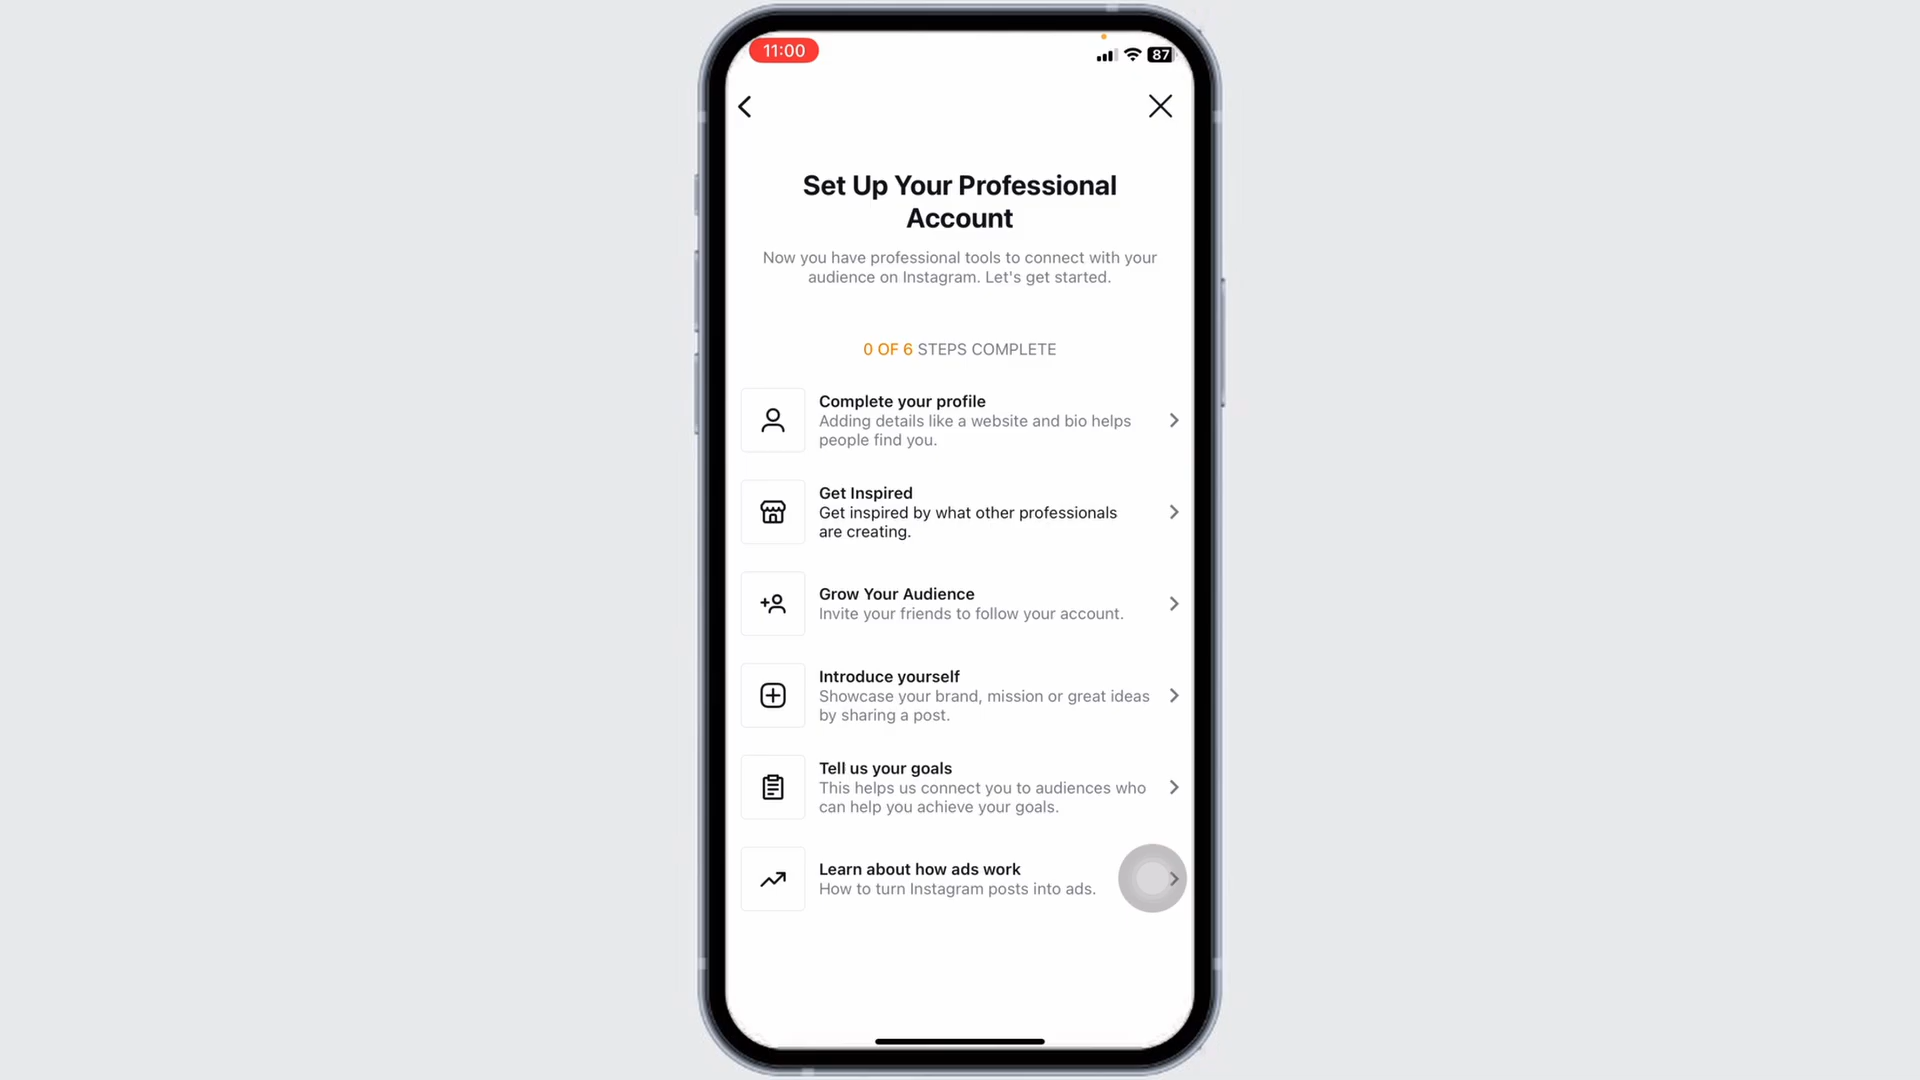 11:00
87
Set Up Your Professional
Account
Now you have professional tools to connect with your
audience on Instagram. Let's get started.
0 OF 6 STEPS COMPLETE
Complete your profile
Adding details like a website and bio helps
people find you.
Get Inspired
Get inspired by what other professionals
are creating.
Grow Your Audience
Invite your friends to follow your account.
Introduce yourself
Showcase your brand, mission or great ideas
by sharing a post.
Tell us your goals
This helps us connect you to audiences who
can help you achieve your goals.
Learn about how ads work
How to turn Instagram posts into ads.